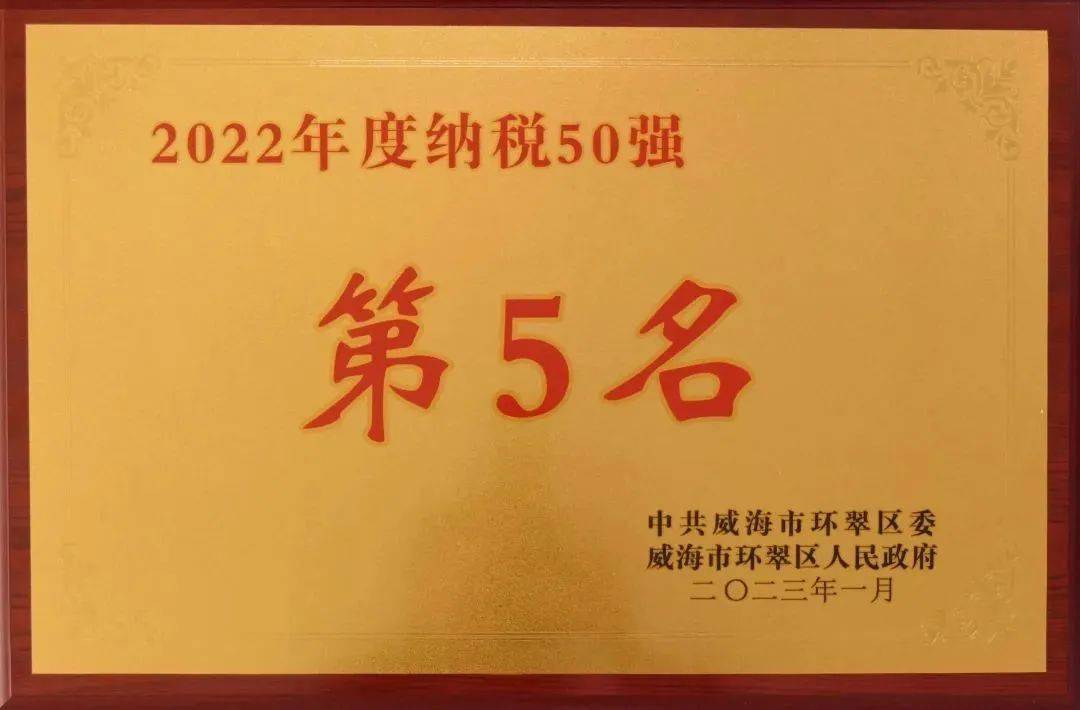 2022年度纳税50强
第5名
中共威海市环翠区委
威海市环翠区人民政府
二〇二三年一月